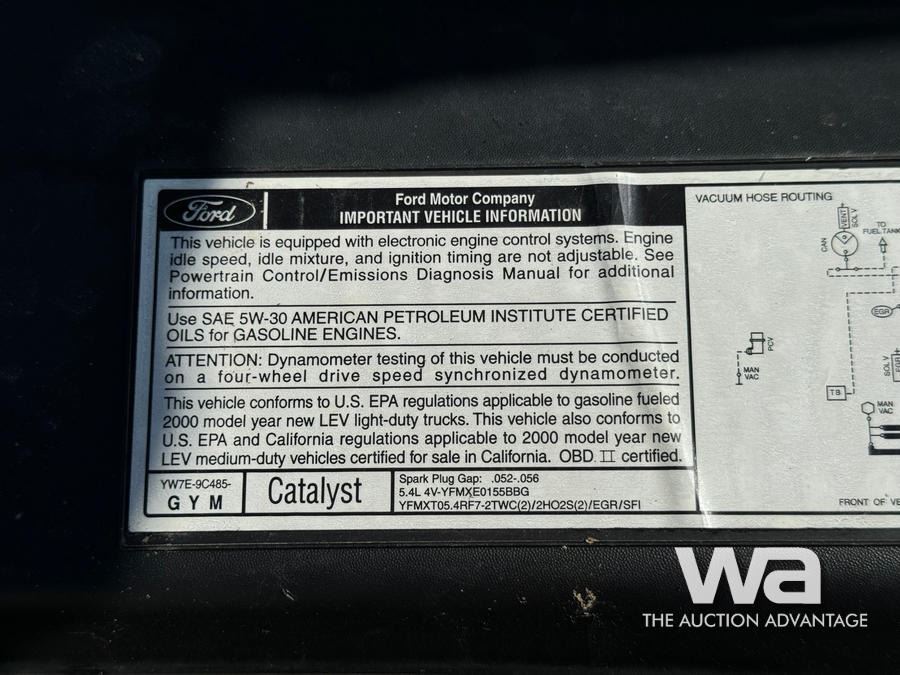 Ford
Ford Motor Company
IMPORTANT VEHICLE INFORMATION
This vehicle is equipped with electronic engine control systems. Engine
idle speed, idle mixture, and ignition timing are not adjustable. See
Powertrain Control/Emissions Diagnosis Manual for additional
information.
Use SAE 5W-30 AMERICAN PETROLEUM INSTITUTE CERTIFIED
OILS for GASOLINE ENGINES.
ATTENTION: Dynamometer testing of this vehicle must be conducted
on a four-wheel drive speed synchronized dynamometer.
This vehicle conforms to U.S. EPA regulations applicable to gasoline fueled
2000 model year new LEV light-duty trucks. This vehicle also conforms to
U.S. EPA and California regulations applicable to 2000 model year new
LEV medium-duty vehicles certified for sale in California. OBD II certified.
YW7E-9C485-
G Y M
Catalyst
Spark Plug Gap: .052-.056
5.4L 4V-YFMXE0155BBG
YFMXT05.4RF7-2TWC(2)/2HO2S(2)/EGR/SFI
VACUUM HOSE ROUTING
VENT
SOL V
TO
FUEL TANK
CAN
EGR
PCV
MAN
VAC
SOL V
EGR
TB
MAN
VAC
FRONT OF VE
wa
THE AUCTION ADVANTAGE